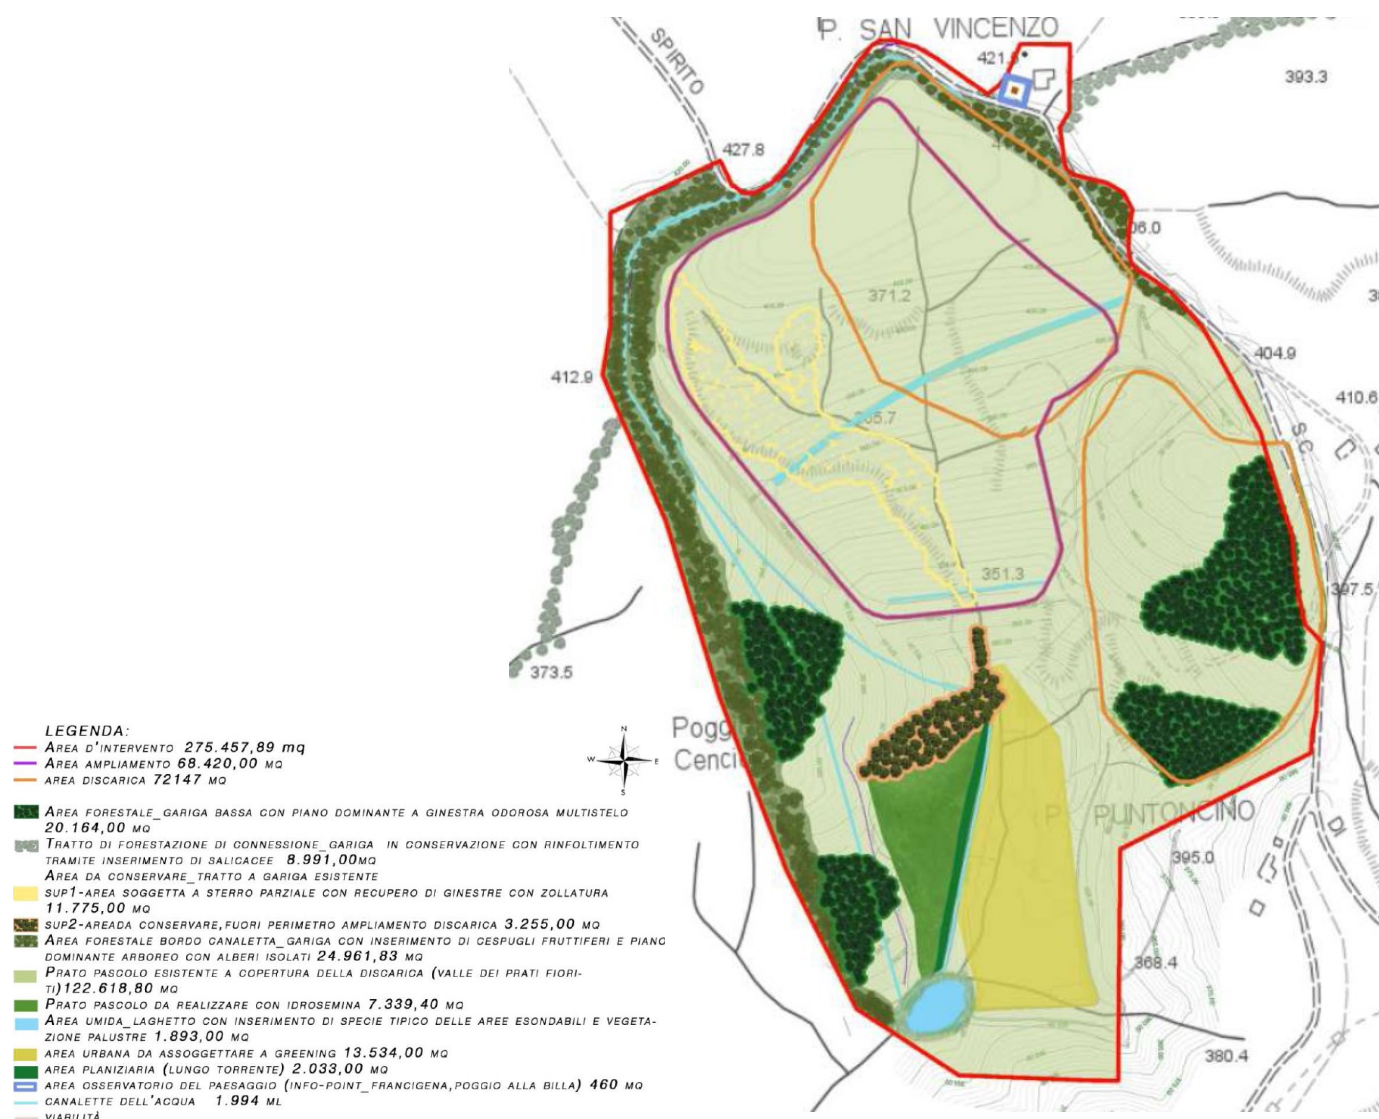 P. SAN VINCENZO
SPIRITO
421.
393.3
427.8
06.0
371.2
404.9
412.9
410.6
65.7
S.C.
351.3
397.5
373.5
Pogg
Cenci
P. PUNTONCINO
DI
395.0
368.4
380.4
N
W E
S
LEGENDA:
AREA D'INTERVENTO 275.457,89 mq
AREA AMPLIAMENTO 68.420,00 MQ
AREA DISCARICA 72147 MQ
AREA FORESTALE_GARIGA BASSA CON PIANO DOMINANTE A GINESTRA ODOROSA MULTISTELO
20.164,00 MQ
TRATTO DI FORESTAZIONE DI CONNESSIONE_GARIGA IN CONSERVAZIONE CON RINFOLTIMENTO
TRAMITE INSERIMENTO DI SALICACEE 8.991,00MQ
AREA DA CONSERVARE_TRATTO A GARIGA ESISTENTE
SUP1-AREA SOGGETTA A STERRO PARZIALE CON RECUPERO DI GINESTRE CON ZOLLATURA
11.775,00 MQ
SUP2-AREADA CONSERVARE,FUORI PERIMETRO AMPLIAMENTO DISCARICA 3.255,00 MQ
AREA FORESTALE BORDO CANALETTA_GARIGA CON INSERIMENTO DI CESPUGLI FRUTTIFERI E PIANO
DOMINANTE ARBOREO CON ALBERI ISOLATI 24.961,83 MQ
PRATO PASCOLO ESISTENTE A COPERTURA DELLA DISCARICA (VALLE DEI PRATI FIORI-
TI)122.618,80 MQ
PRATO PASCOLO DA REALIZZARE CON IDROSEMINA 7.339,40 MQ
AREA UMIDA_LAGHETTO CON INSERIMENTO DI SPECIE TIPICO DELLE AREE ESONDABILI E VEGETA-
ZIONE PALUSTRE 1.893,00 MQ
AREA URBANA DA ASSOGGETTARE A GREENING 13.534,00 MQ
AREA PLANIZIARIA (LUNGO TORRENTE) 2.033,00 MQ
AREA OSSERVATORIO DEL PAESAGGIO (INFO-POINT_FRANCIGENA,POGGIO ALLA BILLA) 460 MQ
CANALETTE DELL'ACQUA 1.994 ML
VIABILITÀ